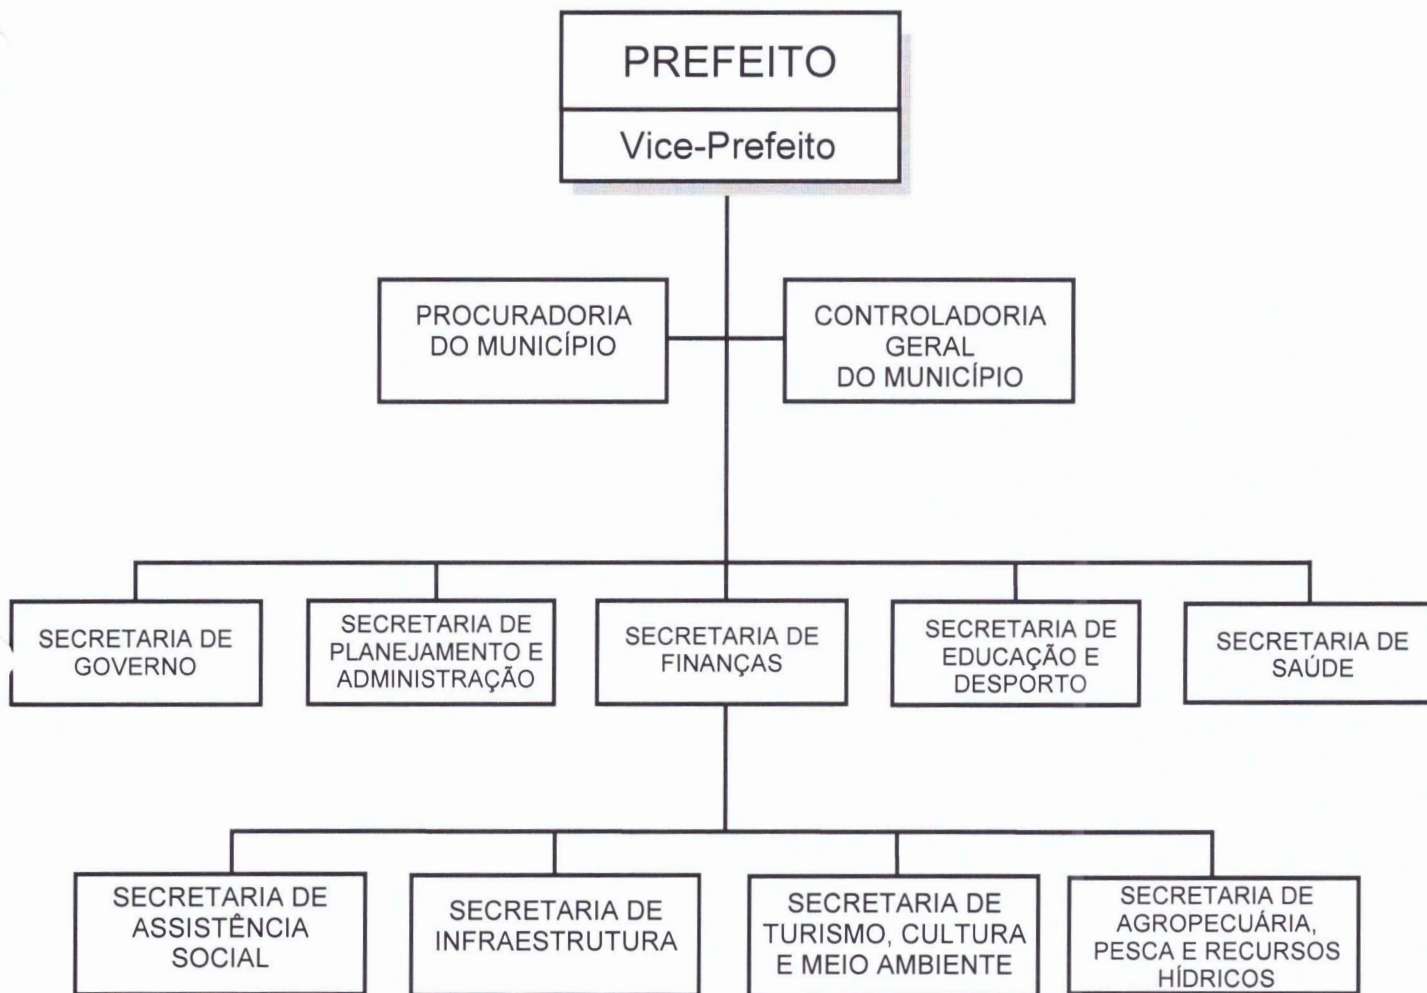 PREFEITO
Vice-Prefeito
PROCURADORIA
DO MUNICÍPIO
CONTROLADORIA
GERAL
DO MUNICÍPIO
SECRETARIA DE
GOVERNO
SECRETARIA DE
PLANEJAMENTO E
ADMINISTRAÇÃO
SECRETARIA DE
FINANÇAS
SECRETARIA DE
EDUCAÇÃO E
DESPORTO
SECRETARIA DE
SAÚDE
SECRETARIA DE
ASSISTÊNCIA
SOCIAL
SECRETARIA DE
INFRAESTRUTURA
SECRETARIA DE
TURISMO, CULTURA
E MEIO AMBIENTE
SECRETARIA DE
AGROPECUÁRIA,
PESCA E RECURSOS
HÍDRICOS